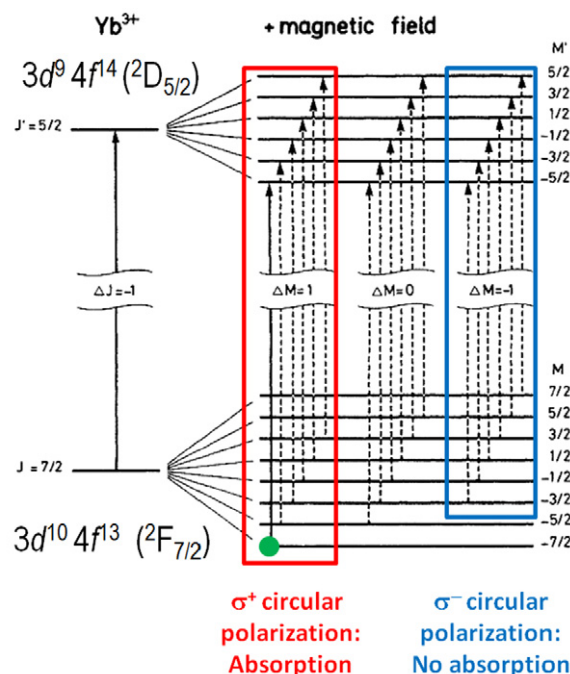 Yb³⁺ + magnetic field
3d⁹ 4f¹⁴ (²D₅/₂)
J' = 5/2
M'
5/2
3/2
1/2
-1/2
-3/2
-5/2
ΔJ=-1 ΔM=1 ΔM=0 ΔM=-1
M
7/2
5/2
3/2
1/2
-1/2
-3/2
-5/2
-7/2
J = 7/2
3d¹⁰ 4f¹³ (²F₇/₂)
σ⁺ circular
polarization:
Absorption
σ⁻ circular
polarization:
No absorption